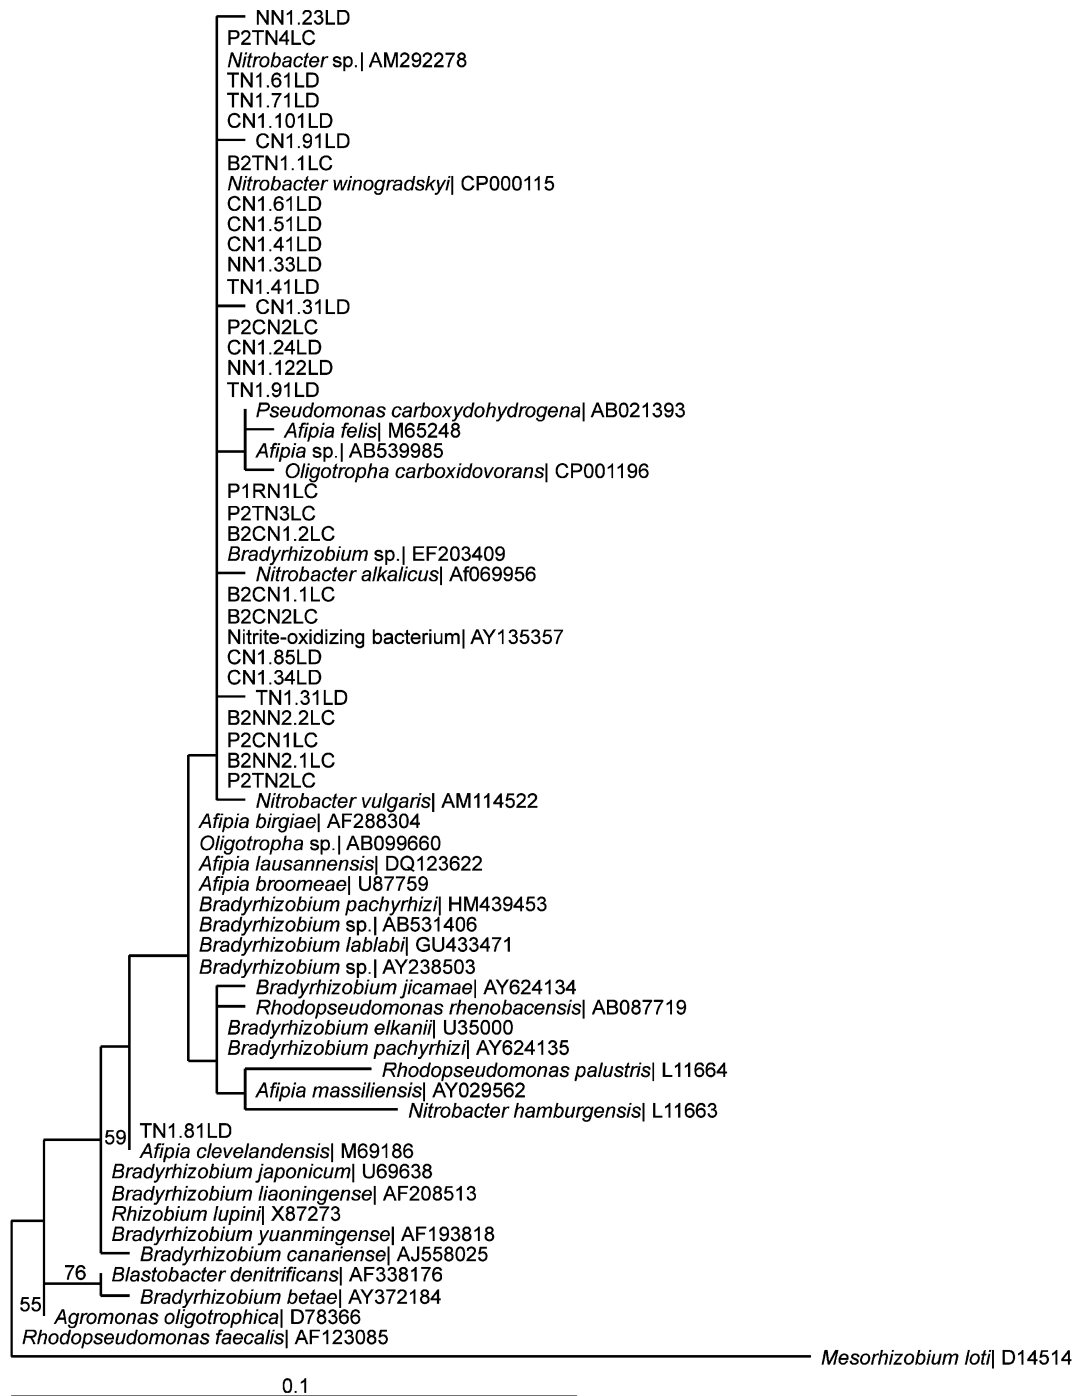 NN1.23LD
P2TN4LC
Nitrobacter sp.| AM292278
TN1.61LD
TN1.71LD
CN1.101LD
CN1.91LD
B2TN1.1LC
Nitrobacter winogradskyi| CP000115
CN1.61LD
CN1.51LD
CN1.41LD
NN1.33LD
TN1.41LD
CN1.31LD
P2CN2LC
CN1.24LD
NN1.122LD
TN1.91LD
Pseudomonas carboxydohydrogena| AB021393
Afipia felis| M65248
Afipia sp.| AB539985
Oligotropha carboxidovorans| CP001196
P1RN1LC
P2TN3LC
B2CN1.2LC
Bradyrhizobium sp.| EF203409
Nitrobacter alkalicus| Af069956
B2CN1.1LC
B2CN2LC
Nitrite-oxidizing bacterium| AY135357
CN1.85LD
CN1.34LD
TN1.31LD
B2NN2.2LC
P2CN1LC
B2NN2.1LC
P2TN2LC
Nitrobacter vulgaris| AM114522
Afipia birgiae| AF288304
Oligotropha sp.| AB099660
Afipia lausannensis| DQ123622
Afipia broomeae| U87759
Bradyrhizobium pachyrhizi| HM439453
Bradyrhizobium sp.| AB531406
Bradyrhizobium lablabi| GU433471
Bradyrhizobium sp.| AY238503
Bradyrhizobium jicamae| AY624134
Rhodopseudomonas rhenobacensis| AB087719
Bradyrhizobium elkanii| U35000
Bradyrhizobium pachyrhizi| AY624135
Rhodopseudomonas palustris| L11664
Afipia massiliensis| AY029562
Nitrobacter hamburgensis| L11663
TN1.81LD
59
Afipia clevelandensis| M69186
Bradyrhizobium japonicum| U69638
Bradyrhizobium liaoningense| AF208513
Rhizobium lupini| X87273
Bradyrhizobium yuanmingense| AF193818
Bradyrhizobium canariense| AJ558025
76
Blastobacter denitrificans| AF338176
Bradyrhizobium betae| AY372184
55
Agromonas oligotrophica| D78366
Rhodopseudomonas faecalis| AF123085
Mesorhizobium loti| D14514
0.1